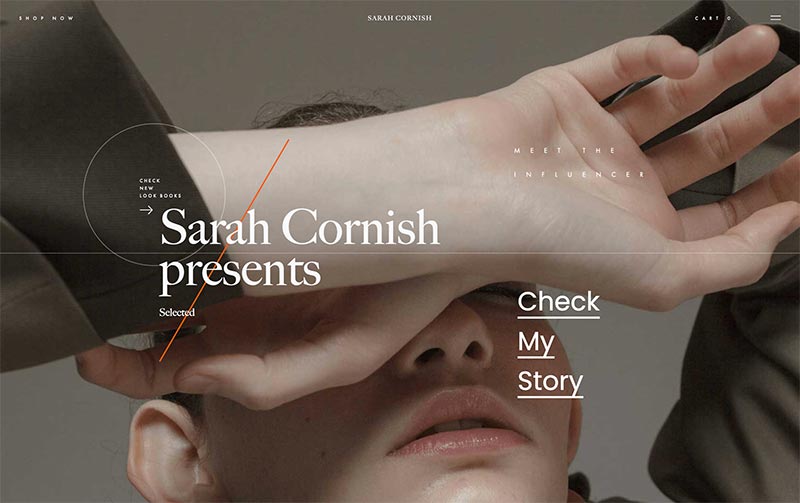 SHOP NOW
SARAH CORNISH
CART 0
MEET THE
INFLUENCER
CHECK
NEW
LOOK BOOKS
Sarah Cornish
presents
Selected
Check
My
Story